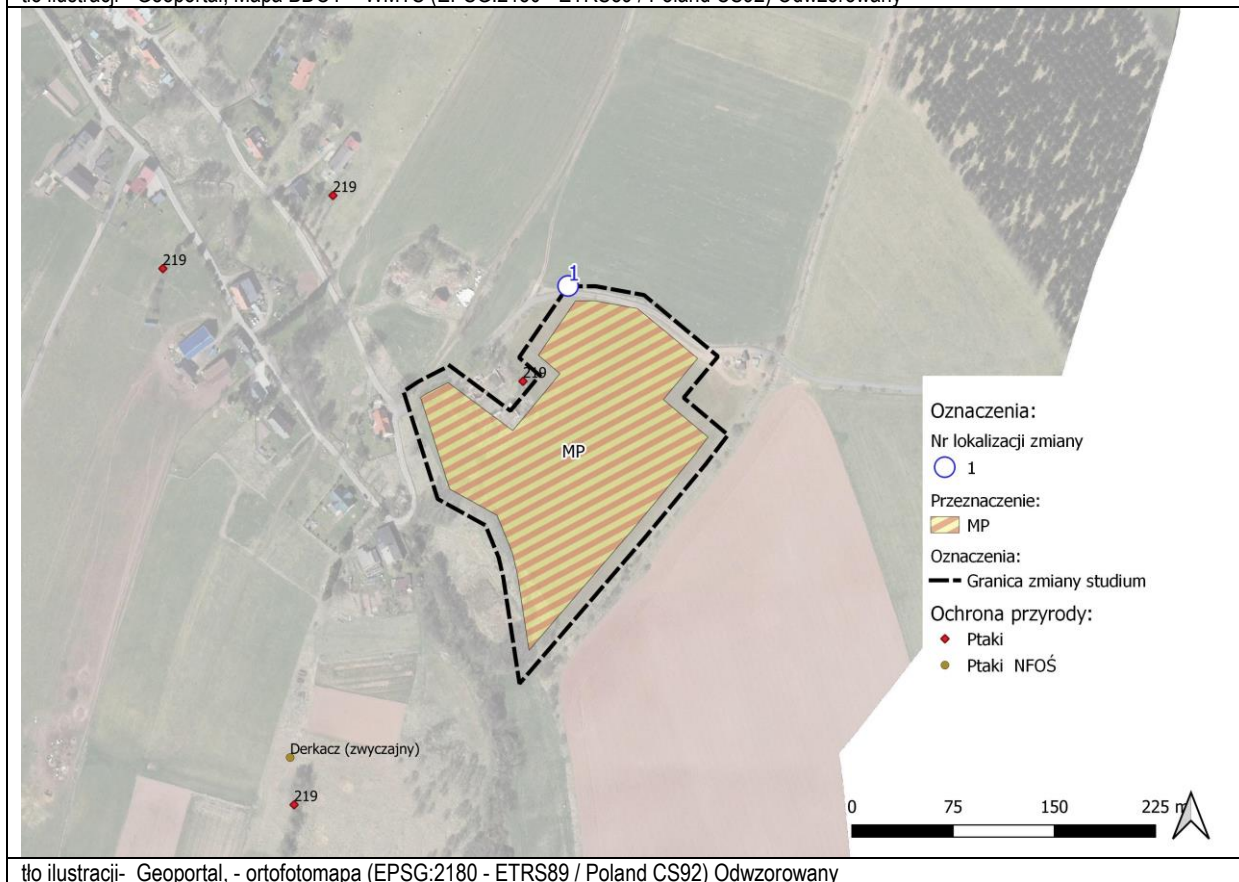 219
219
1
219
MP
Derkacz (zwyczajny)
219
Oznaczenia:
Nr lokalizacji zmiany
1
Przeznaczenie:
MP
Oznaczenia:
Granica zmiany studium
Ochrona przyrody:
Ptaki
Ptaki NFOŚ
0 75 150 225 m
tło ilustracji- Geoportal, - ortofotomapa (EPSG:2180 - ETRS89 / Poland CS92) Odwzorowany